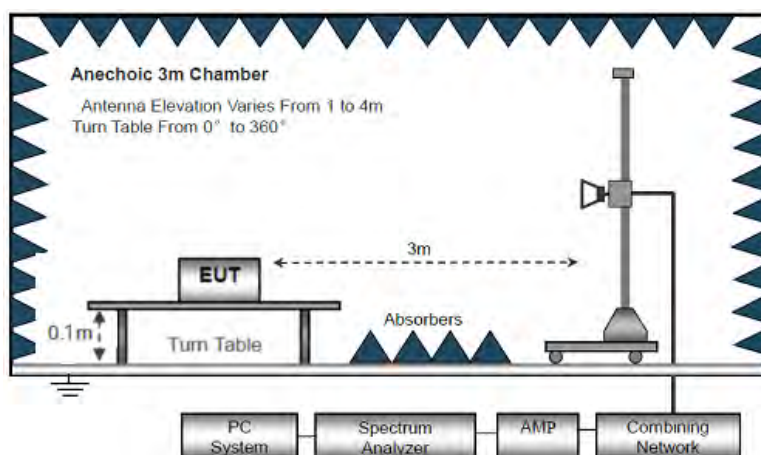 Anechoic 3m Chamber
Antenna Elevation Varies From 1 to 4m
Turn Table From 0° to 360°
3m
EUT
0.1m
Turn Table
Absorbers
PC
System
Spectrum
Analyzer
AMP
Combining
Network